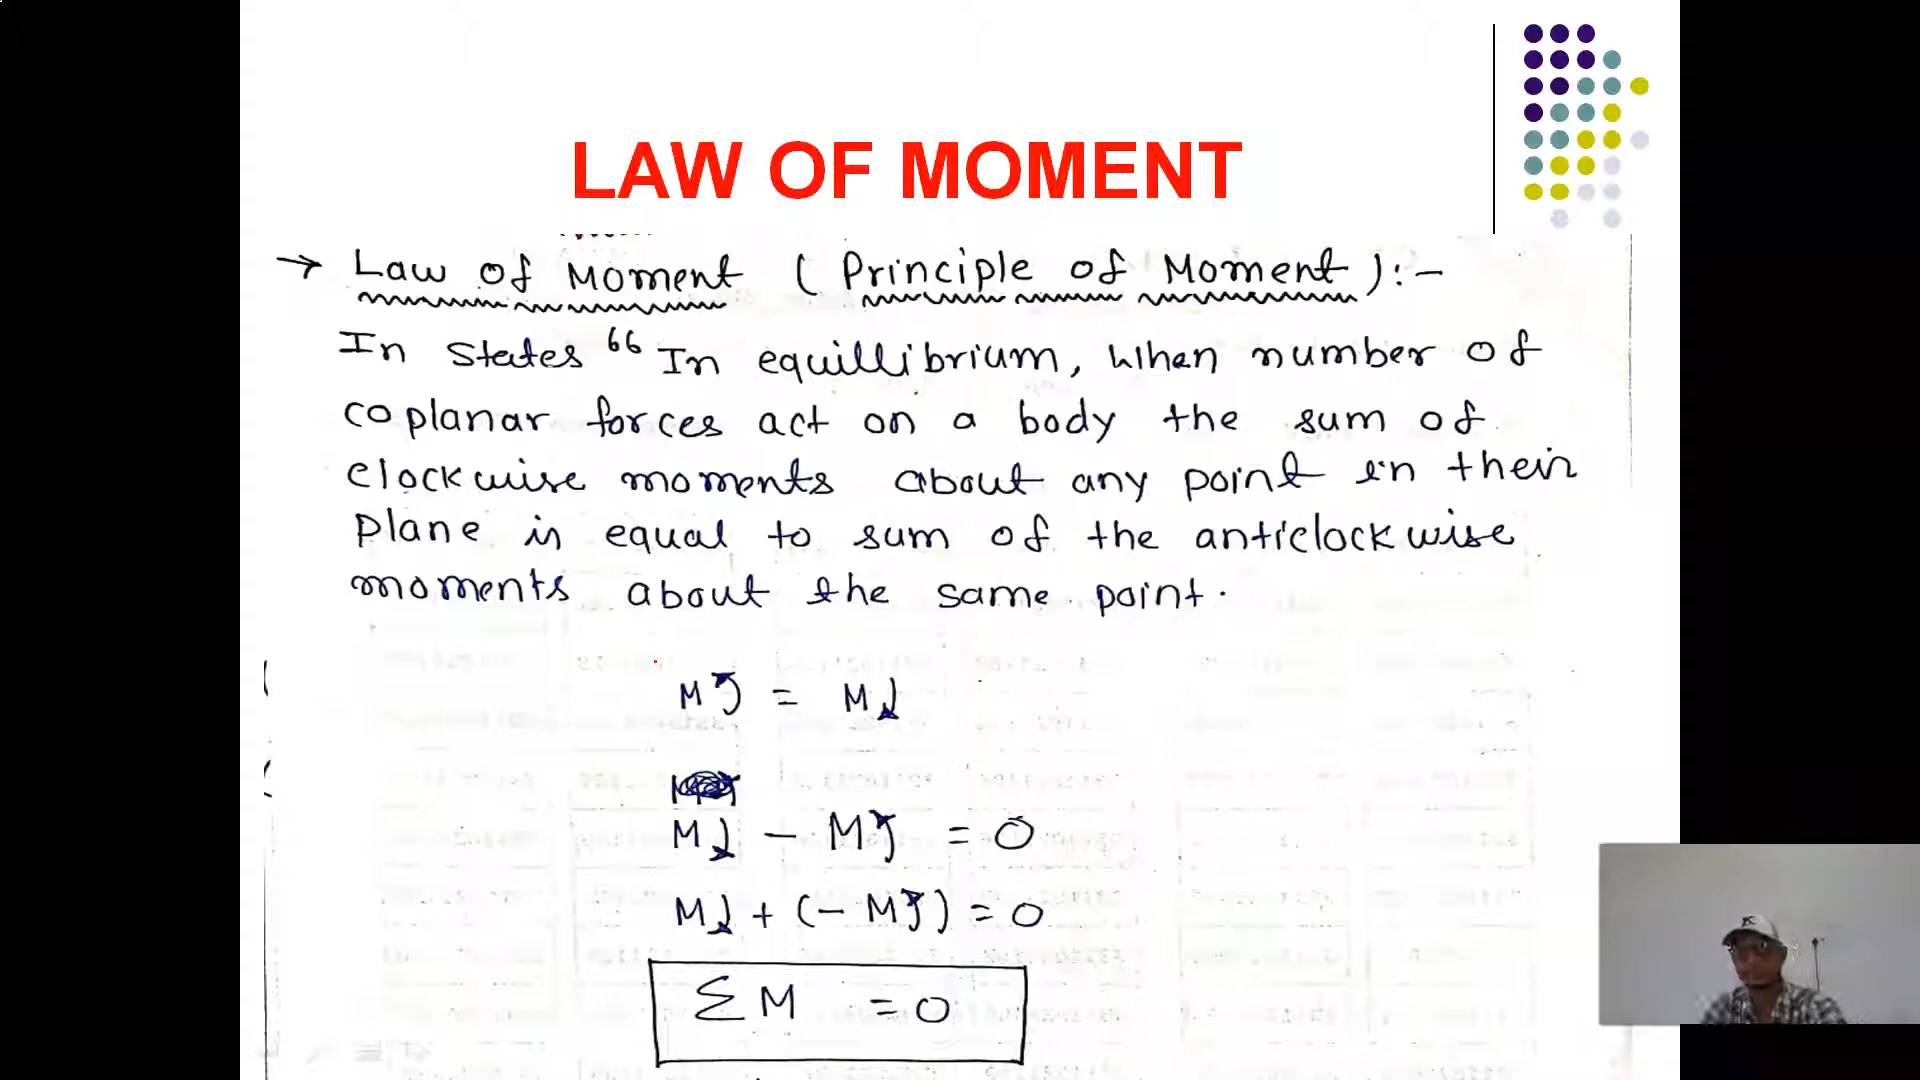 LAW OF MOMENT
→ Law of Moment (Principle of Moment):-
In states 66 In equillibrium, when number of
coplanar forces act on a body the sum of
clockwise moments about any point in their
plane is equal to sum of the anticlockwise
moments about the same point.
M↺ = M↻
M↻ - M↺ = 0
M↻ + (- M↺) = 0
ΣM = 0